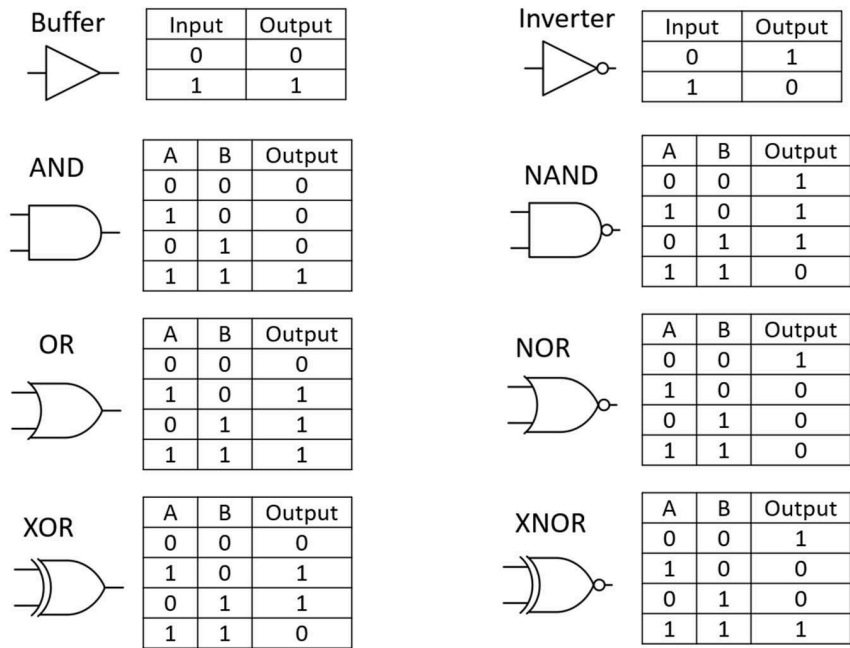 Buffer
Input Output
0 0
1 1
Inverter
Input Output
0 1
1 0
AND
A B Output
0 0 0
1 0 0
0 1 0
1 1 1
NAND
A B Output
0 0 1
1 0 1
0 1 1
1 1 0
OR
A B Output
0 0 0
1 0 1
0 1 1
1 1 1
NOR
A B Output
0 0 1
1 0 0
0 1 0
1 1 0
XOR
A B Output
0 0 0
1 0 1
0 1 1
1 1 0
XNOR
A B Output
0 0 1
1 0 0
0 1 0
1 1 1